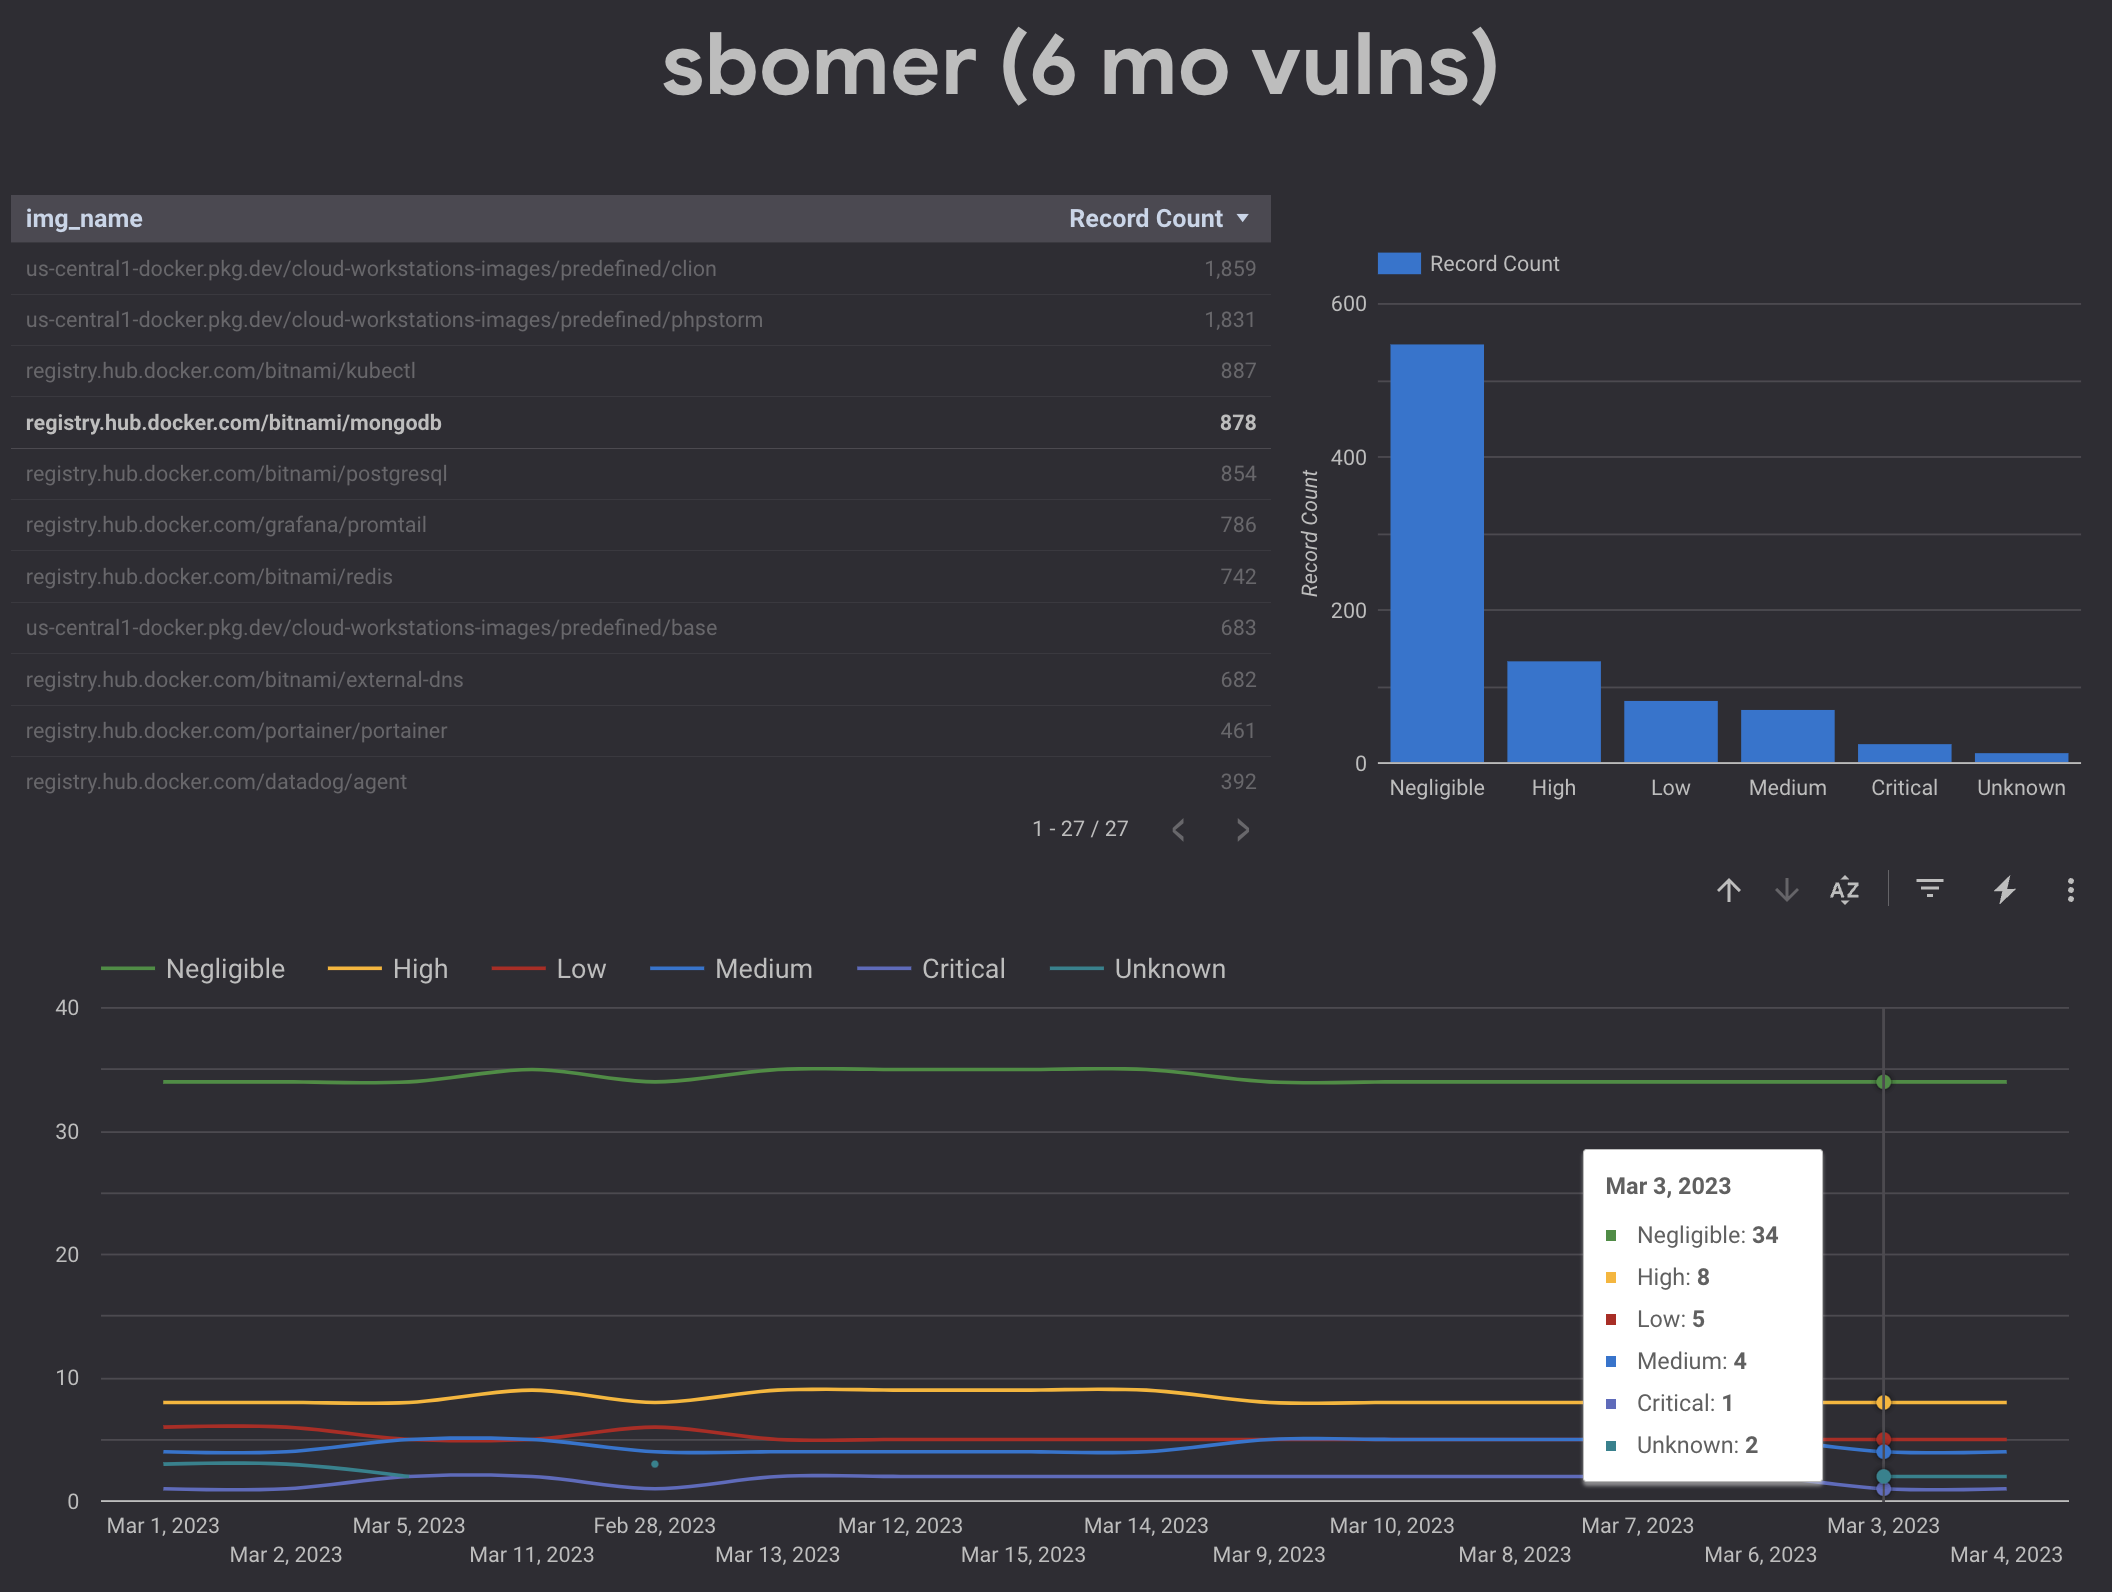 sbomer (6 mo vulns)
img_name Record Count
us-central1-docker.pkg.dev/cloud-workstations-images/predefined/clion 1,859
us-central1-docker.pkg.dev/cloud-workstations-images/predefined/phpstorm 1,831
registry.hub.docker.com/bitnami/kubectl 887
registry.hub.docker.com/bitnami/mongodb 878
registry.hub.docker.com/bitnami/postgresql 854
registry.hub.docker.com/grafana/promtail 786
registry.hub.docker.com/bitnami/redis 742
us-central1-docker.pkg.dev/cloud-workstations-images/predefined/base 683
registry.hub.docker.com/bitnami/external-dns 682
registry.hub.docker.com/portainer/portainer 461
registry.hub.docker.com/datadog/agent 392
1 - 27 / 27
Record Count
600
400
200
0
Record Count
Negligible High Low Medium Critical Unknown
AZ
Negligible High Low Medium Critical Unknown
40
30
20
10
0
Mar 3, 2023
Negligible: 34
High: 8
Low: 5
Medium: 4
Critical: 1
Unknown: 2
Mar 1, 2023 Mar 5, 2023 Feb 28, 2023 Mar 12, 2023 Mar 14, 2023 Mar 10, 2023 Mar 7, 2023 Mar 3, 2023
Mar 2, 2023 Mar 11, 2023 Mar 13, 2023 Mar 15, 2023 Mar 9, 2023 Mar 8, 2023 Mar 6, 2023 Mar 4, 2023